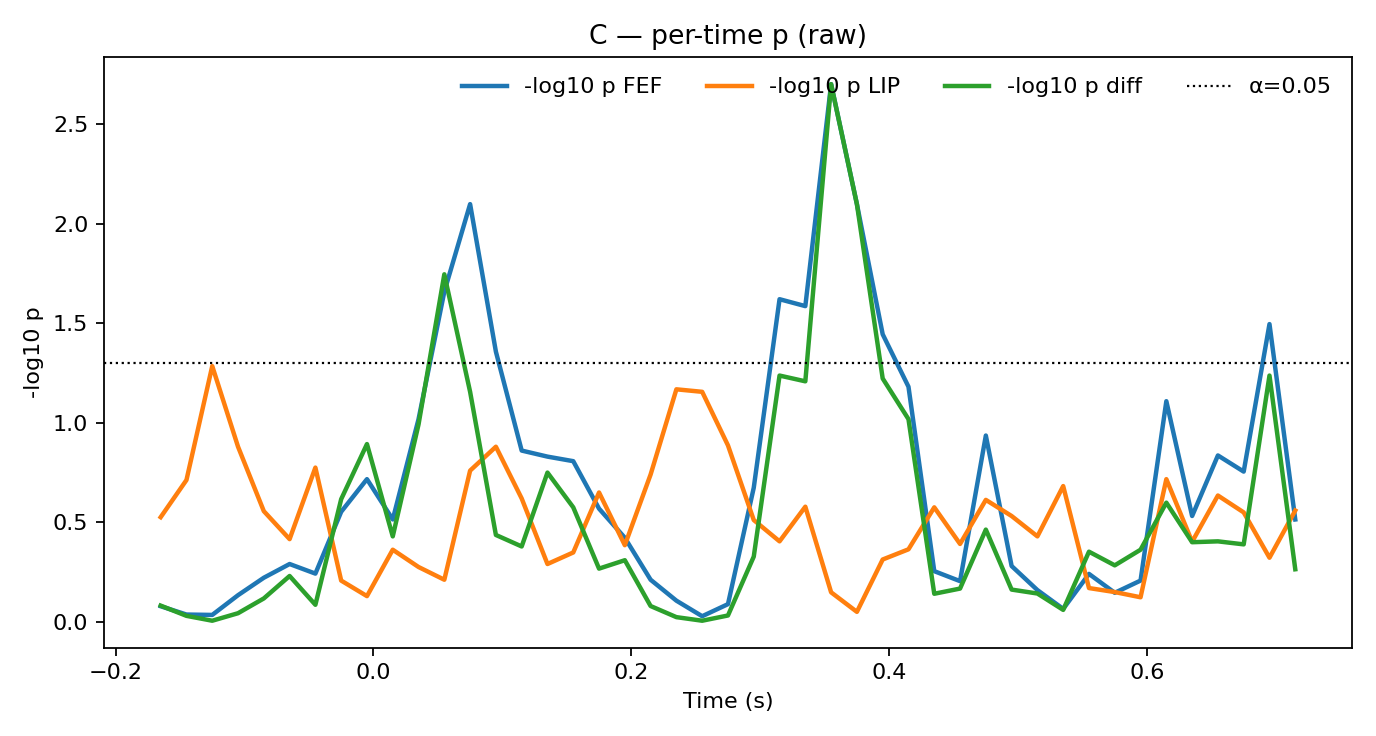 C — per-time p (raw)
-log10 p FEF
-log10 p LIP
-log10 p diff
α=0.05
-log10 p
2.5
2.0
1.5
1.0
0.5
0.0
−0.2
0.0
0.2
0.4
0.6
Time (s)